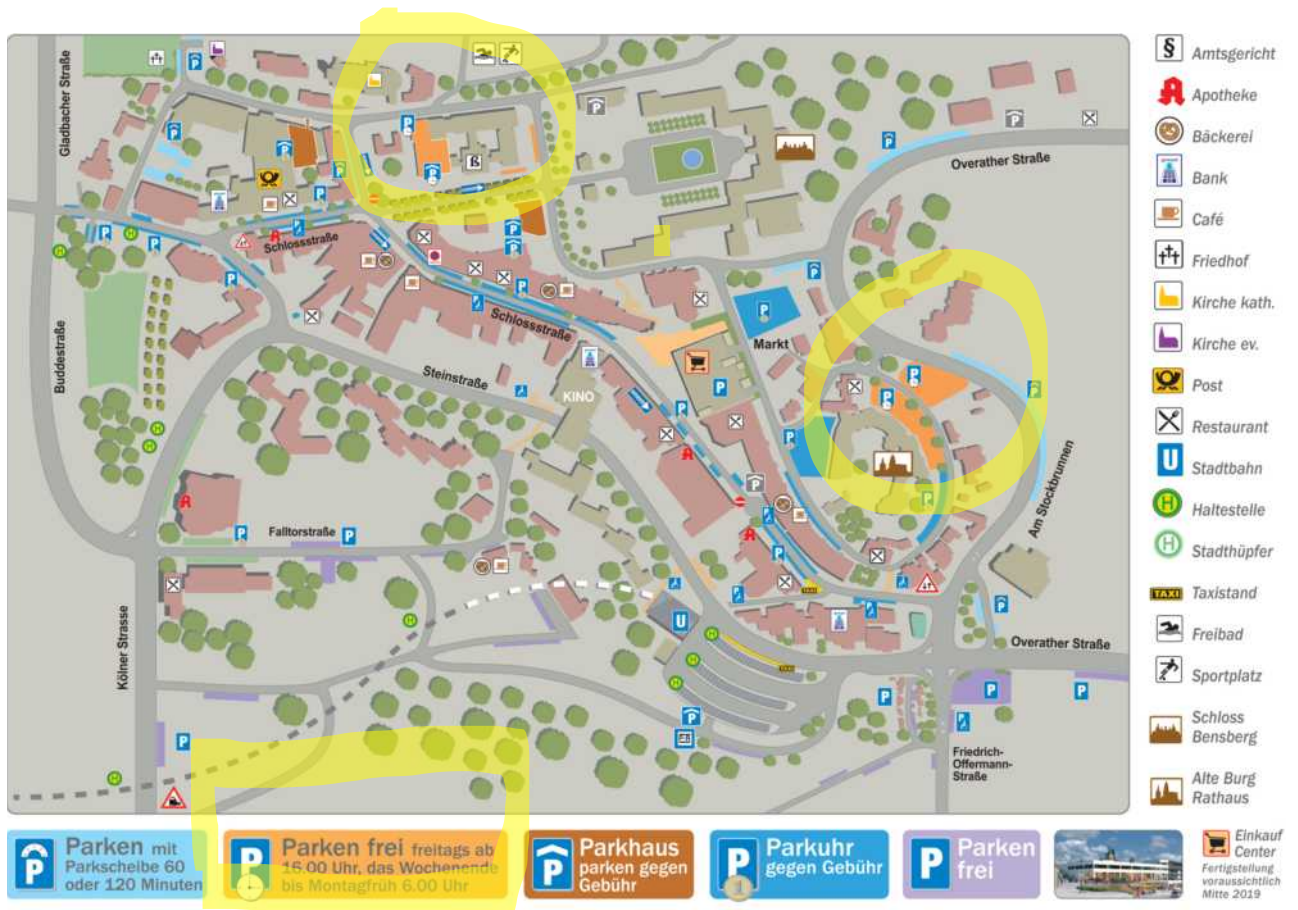 Gladbacher Straße
Overather Straße
Schlossstraße
Schlossstraße
Buddestraße
Steinstraße
KINO
Markt
Am Stockbrunnen
Falltorstraße
Kölner Strasse
TAXI
TAXI
Overather Straße
Friedrich-
Offermann-
Straße
§ Amtsgericht
Apotheke
Bäckerei
Bank
Café
Friedhof
Kirche kath.
Kirche ev.
Post
Restaurant
U Stadtbahn
H Haltestelle
H Stadthüpfer
TAXI Taxistand
Freibad
Sportplatz
Schloss
Bensberg
Alte Burg
Rathaus
P Parken mit
Parkscheibe 60
oder 120 Minuten
P Parken frei freitags ab
16.00 Uhr, das Wochenende
bis Montagfrüh 6.00 Uhr
P Parkhaus
parken gegen
Gebühr
P Parkuhr
gegen Gebühr
1
P Parken
frei
Einkauf
Center
Fertigstellung
voraussichtlich
Mitte 2019